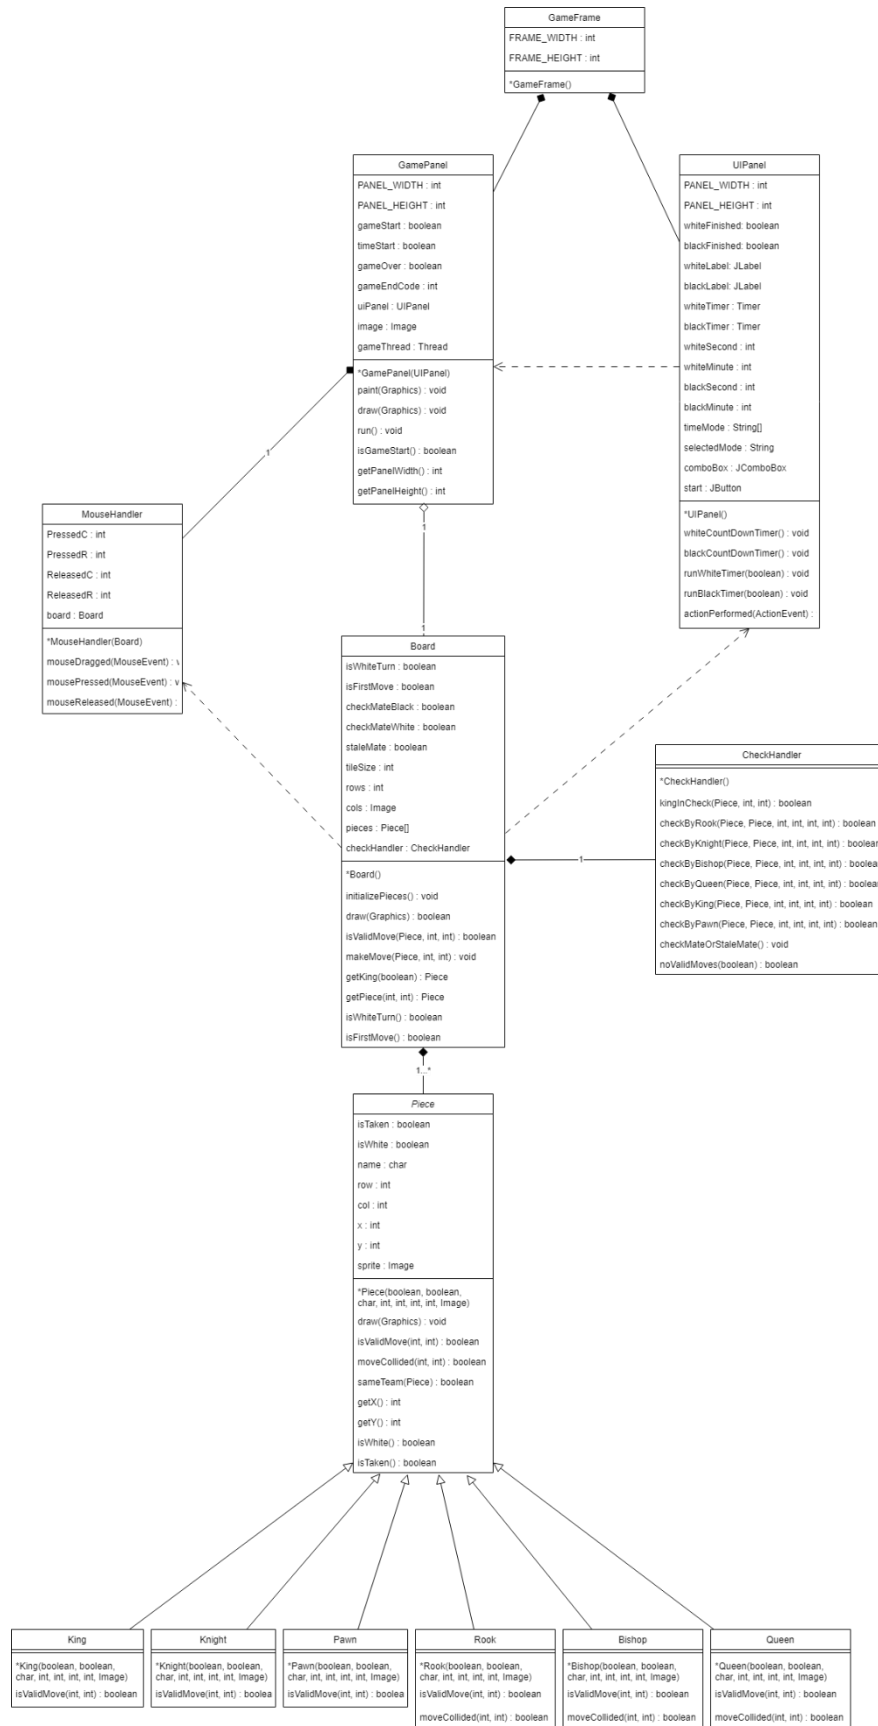 GameFrame
FRAME_WIDTH : int
FRAME_HEIGHT : int
*GameFrame()
GamePanel
PANEL_WIDTH : int
PANEL_HEIGHT : int
gameStart : boolean
timeStart : boolean
gameOver : boolean
gameEndCode : int
uiPanel : UIPanel
image : Image
gameThread : Thread
*GamePanel(UIPanel)
paint(Graphics) : void
draw(Graphics) : void
run() : void
isGameStart() : boolean
getPanelWidth() : int
getPanelHeight() : int
UIPanel
PANEL_WIDTH : int
PANEL_HEIGHT : int
whiteFinished: boolean
blackFinished: boolean
whiteLabel: JLabel
blackLabel: JLabel
whiteTimer : Timer
blackTimer : Timer
whiteSecond : int
whiteMinute : int
blackSecond : int
blackMinute : int
timeMode : String[]
selectedMode : String
comboBox : JComboBox
start : JButton
*UIPanel()
whiteCountDownTimer() : void
blackCountDownTimer() : void
runWhiteTimer(boolean) : void
runBlackTimer(boolean) : void
actionPerformed(ActionEvent) :
1
MouseHandler
PressedC : int
PressedR : int
ReleasedC : int
ReleasedR : int
board : Board
*MouseHandler(Board)
mouseDragged(MouseEvent) : v
mousePressed(MouseEvent) : v
mouseReleased(MouseEvent) :
1
1
Board
isWhiteTurn : boolean
isFirstMove : boolean
checkMateBlack : boolean
checkMateWhite : boolean
staleMate : boolean
tileSize : int
rows : int
cols : Image
pieces : Piece[]
checkHandler : CheckHandler
*Board()
initializePieces() : void
draw(Graphics) : boolean
isValidMove(Piece, int, int) : boolean
makeMove(Piece, int, int) : void
getKing(boolean) : Piece
getPiece(int, int) : Piece
isWhiteTurn() : boolean
isFirstMove() : boolean
1
CheckHandler
*CheckHandler()
kingInCheck(Piece, int, int) : boolean
checkByRook(Piece, Piece, int, int, int, int) : boolean
checkByKnight(Piece, Piece, int, int, int, int) : boolean
checkByBishop(Piece, Piece, int, int, int, int) : boolea
checkByQueen(Piece, Piece, int, int, int, int) : boolea
checkByKing(Piece, Piece, int, int, int, int) : boolean
checkByPawn(Piece, Piece, int, int, int, int) : boolean
checkMateOrStaleMate() : void
noValidMoves(boolean) : boolean
1...*
Piece
isTaken : boolean
isWhite : boolean
name : char
row : int
col : int
x : int
y : int
sprite : Image
*Piece(boolean, boolean,
char, int, int, int, int, Image)
draw(Graphics) : void
isValidMove(int, int) : boolean
moveCollided(int, int) : boolean
sameTeam(Piece) : boolean
getX() : int
getY() : int
isWhite() : boolean
isTaken() : boolean
King
*King(boolean, boolean,
char, int, int, int, int, Image)
isValidMove(int, int) : boolean
Knight
*Knight(boolean, boolean,
char, int, int, int, int, Image)
isValidMove(int, int) : boolea
Pawn
*Pawn(boolean, boolean,
char, int, int, int, int, Image)
isValidMove(int, int) : boolea
Rook
*Rook(boolean, boolean,
char, int, int, int, int, Image)
isValidMove(int, int) : boolean
moveCollided(int, int) : boolean
Bishop
*Bishop(boolean, boolean,
char, int, int, int, int, Image)
isValidMove(int, int) : boolean
moveCollided(int, int) : boolean
Queen
*Queen(boolean, boolean,
char, int, int, int, int, Image)
isValidMove(int, int) : boolean
moveCollided(int, int) : boolean